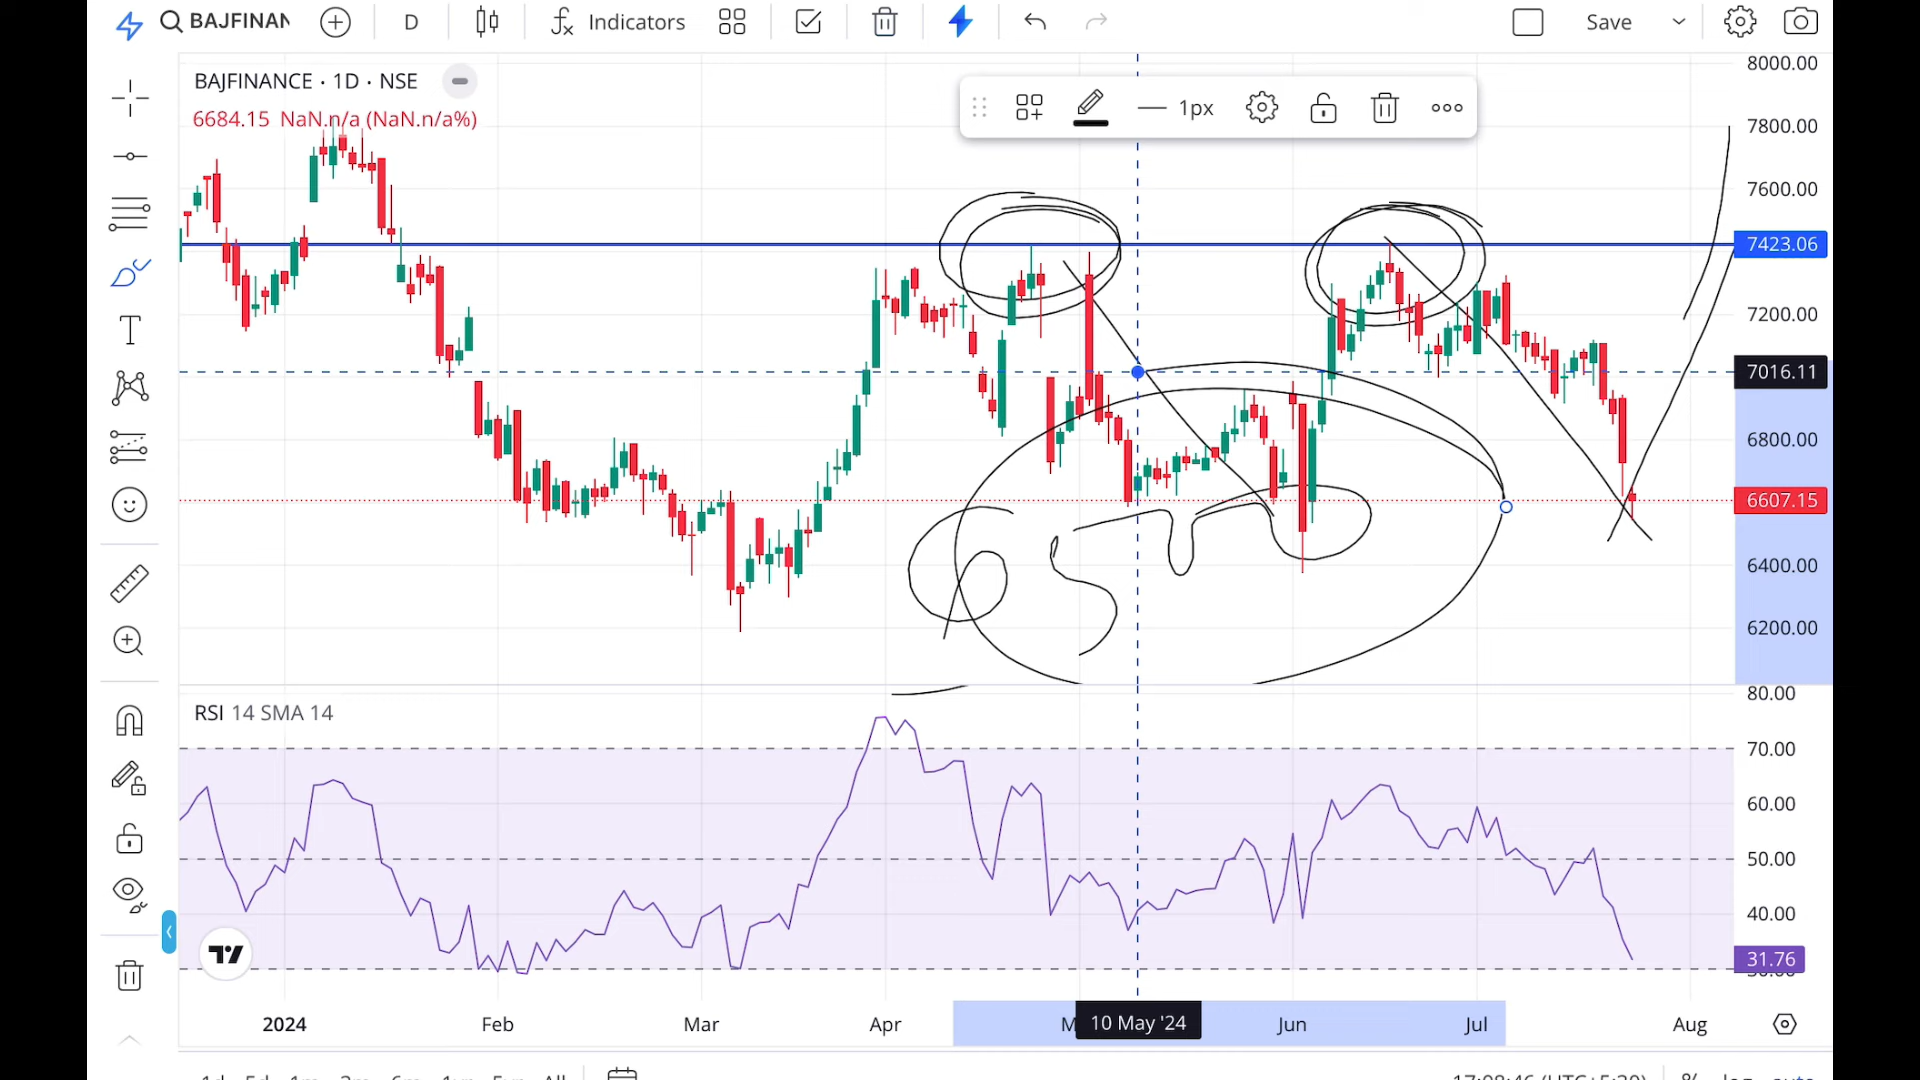 BAJFINAN D Indicators Save
BAJFINANCE · 1D · NSE
6684.15 NaN.n/a (NaN.n/a%)
1px
8000.00
7800.00
7600.00
7423.06
7200.00
7016.11
6800.00
6607.15
6400.00
6200.00
6500
RSI 14 SMA 14
80.00
70.00
60.00
50.00
40.00
31.76
2024 Feb Mar Apr M 10 May '24 Jun Jul Aug